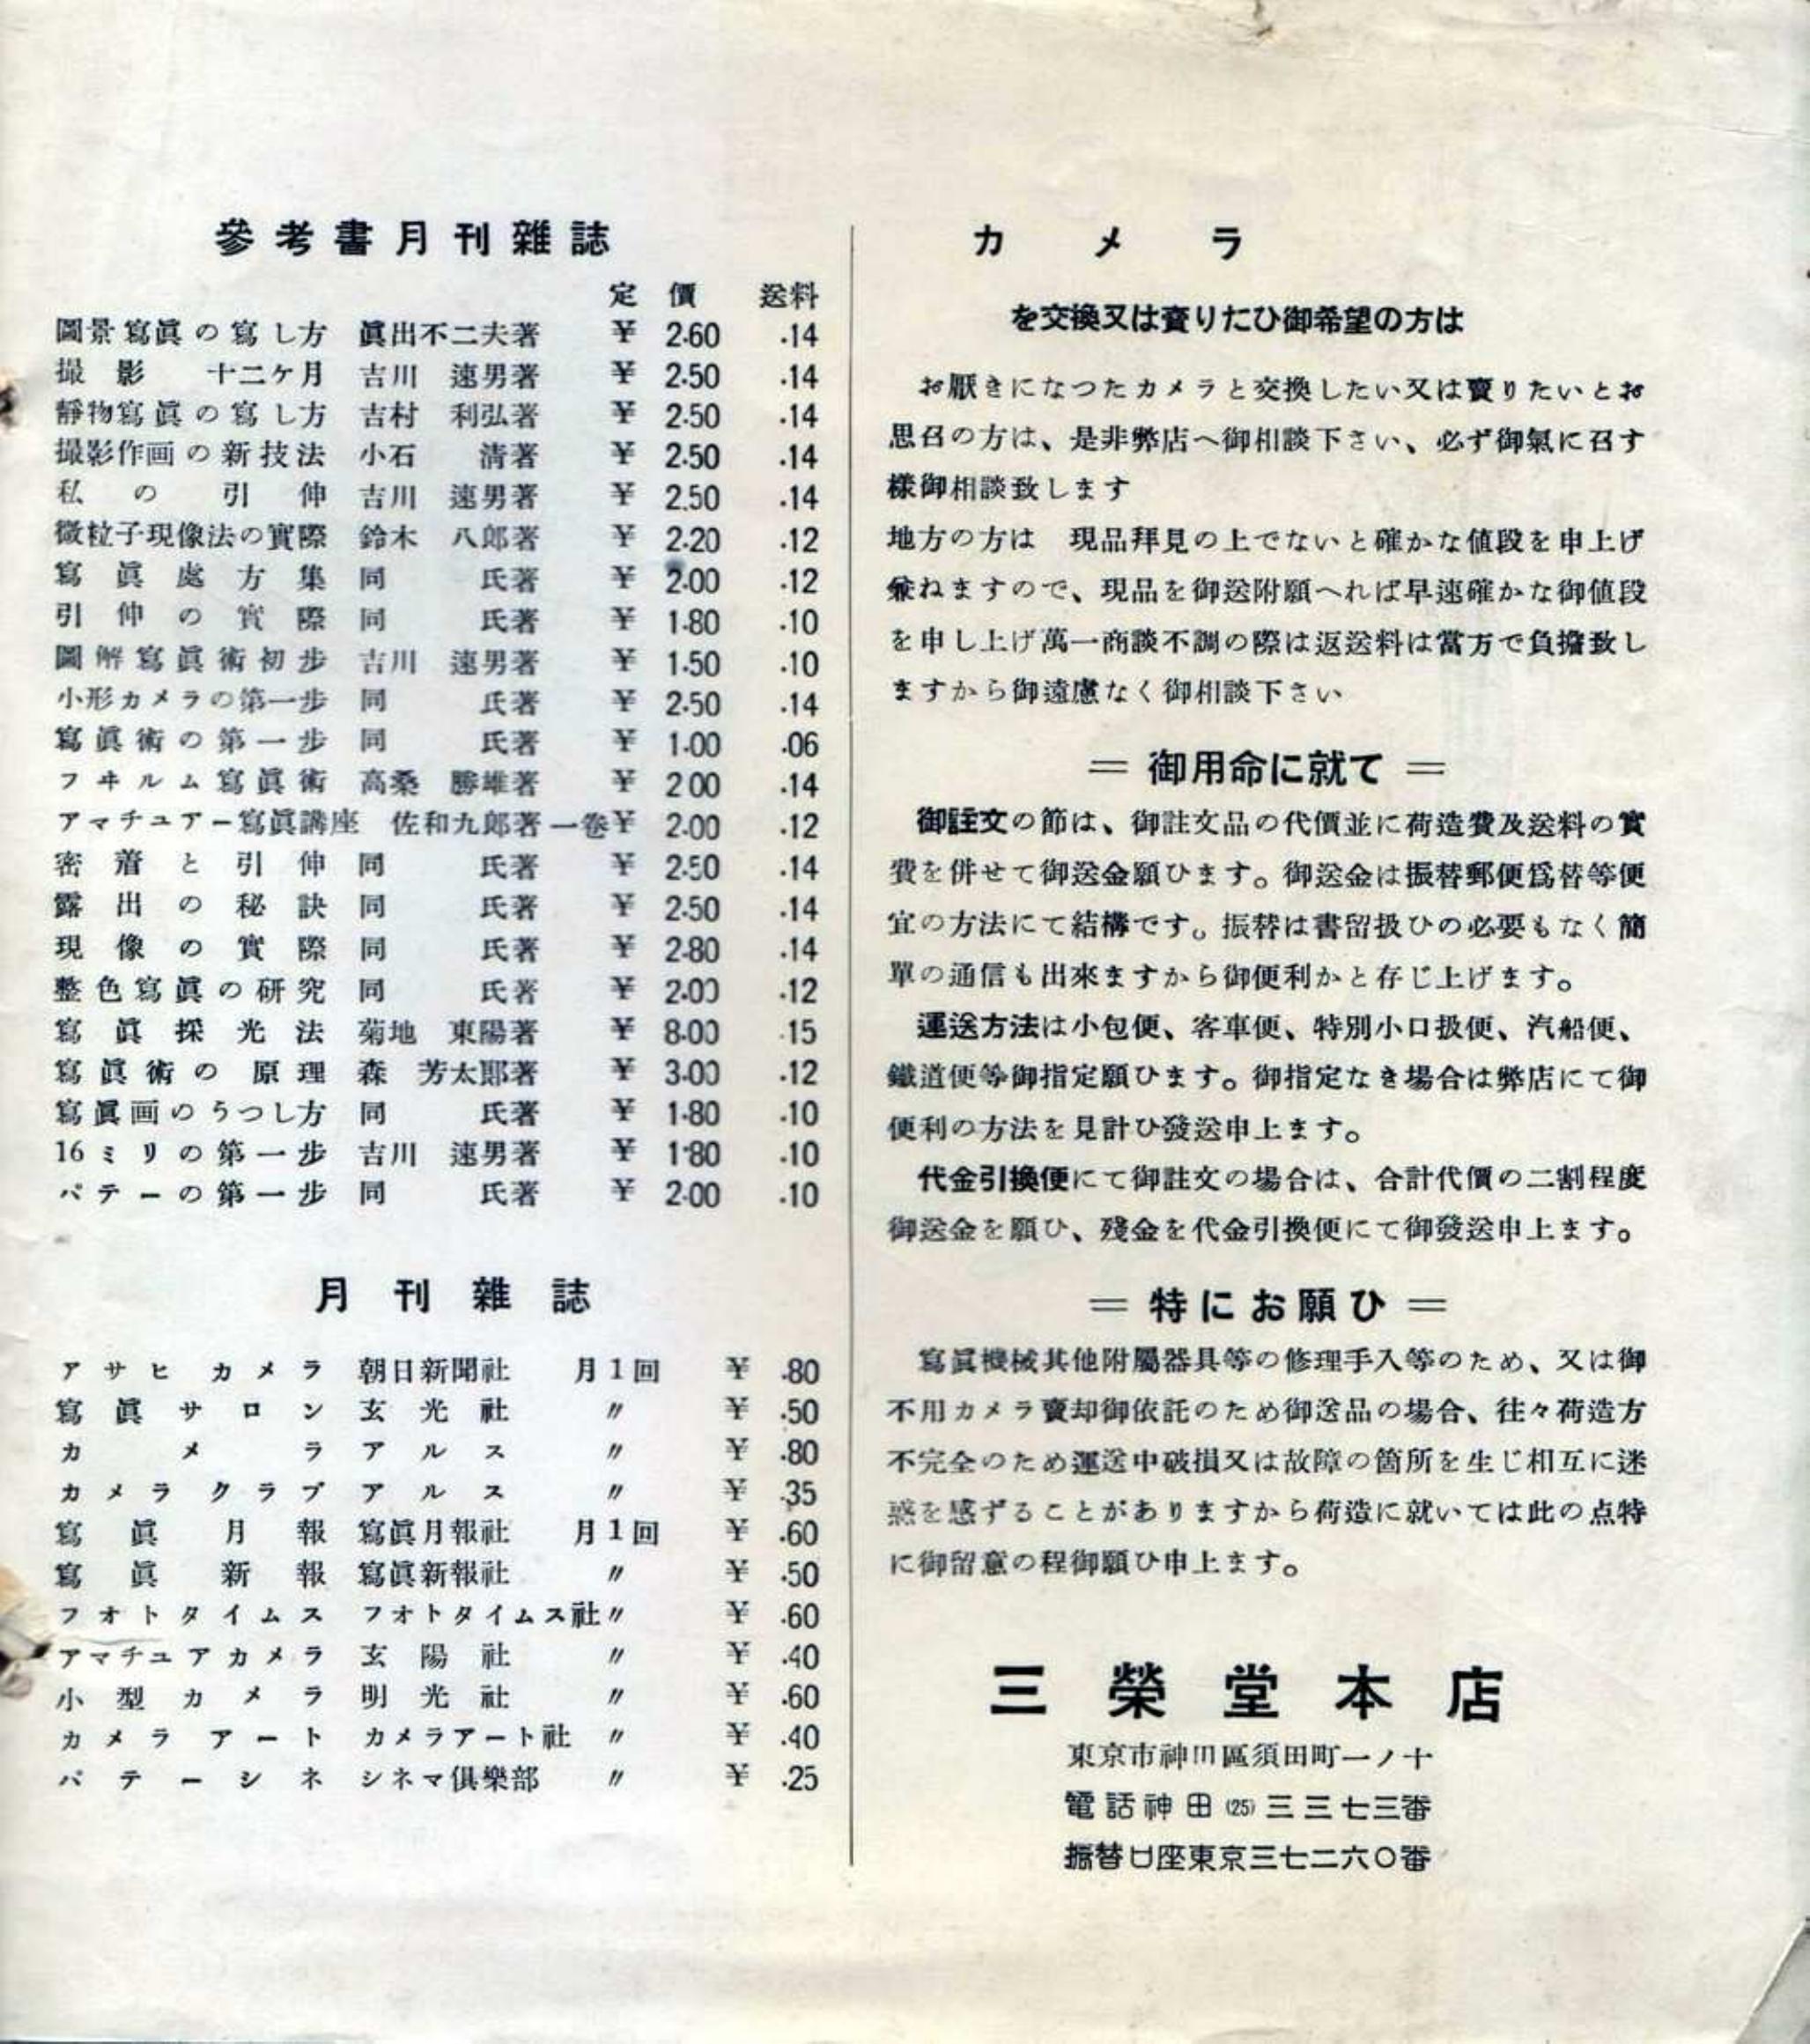 參考書月刊雜誌
定價 送料
圖景寫眞の寫し方 眞出不二夫著 ¥ 2.60 .14
撮影 十二ヶ月 吉川 速男著 ¥ 2.50 .14
靜物寫眞の寫し方 吉村 利弘著 ¥ 2.50 .14
撮影作画の新技法 小石 清著 ¥ 2.50 .14
私の引伸 吉川 速男著 ¥ 2.50 .14
微粒子現像法の實際 鈴木 八郎著 ¥ 2.20 .12
寫眞處方集 同 氏著 ¥ 2.00 .12
引伸の實際 同 氏著 ¥ 1.80 .10
圖解寫眞術初步 吉川 速男著 ¥ 1.50 .10
小形カメラの第一步 同 氏著 ¥ 2.50 .14
寫眞術の第一步 同 氏著 ¥ 1.00 .06
フヰルム寫眞術 高桑 勝雄著 ¥ 2 00 .14
アマチュアー寫眞講座 佐和九郎著 一卷 ¥ 2.00 .12
密着と引伸 同 氏著 ¥ 2.50 .14
露出の秘訣 同 氏著 ¥ 2.50 .14
現像の實際 同 氏著 ¥ 2.80 .14
整色寫眞の研究 同 氏著 ¥ 2.00 .12
寫眞採光法 菊地 東陽著 ¥ 8.00 .15
寫眞術の原理 森 芳太郎著 ¥ 3.00 .12
寫眞画のうつし方 同 氏著 ¥ 1.80 .10
16ミリの第一步 吉川 速男著 ¥ 1.80 .10
パテーの第一步 同 氏著 ¥ 2.00 .10
月刊雜誌
アサヒカメラ 朝日新聞社 月1回 ¥ .80
寫眞サロン 玄光社 〃 ¥ .50
カメラ アルス 〃 ¥ .80
カメラクラブ アルス 〃 ¥ .35
寫眞月報 寫眞月報社 月1回 ¥ .60
寫眞新報 寫眞新報社 〃 ¥ .50
フオトタイムス フオトタイムス社 〃 ¥ .60
アマチュアカメラ 玄陽社 〃 ¥ .40
小型カメラ 明光社 〃 ¥ .60
カメラアート カメラアート社 〃 ¥ .40
パテーシネ シネマ俱樂部 〃 ¥ .25
カメラ
を交換又は賣りたひ御希望の方は
お厭きになつたカメラと交換したい又は賣りたいとお
思召の方は、是非弊店へ御相談下さい、必ず御氣に召す
樣御相談致します
地方の方は 現品拜見の上でないと確かな値段を申上げ
兼ねますので、現品を御送附願へれば早速確かな御値段
を申し上げ萬一商談不調の際は返送料は當方で負擔致し
ますから御遠慮なく御相談下さい
＝ 御用命に就て ＝
御註文の節は、御註文品の代價並に荷造費及送料の實
費を併せて御送金願ひます。御送金は振替郵便爲替等便
宜の方法にて結構です。振替は書留扱ひの必要もなく簡
單の通信も出來ますから御便利かと存じ上げます。
運送方法は小包便、客車便、特別小口扱便、汽船便、
鐵道便等御指定願ひます。御指定なき場合は弊店にて御
便利の方法を見計ひ發送申上ます。
代金引換便にて御註文の場合は、合計代價の二割程度
御送金を願ひ、殘金を代金引換便にて御發送申上ます。
＝ 特にお願ひ ＝
寫眞機械其他附屬器具等の修理手入等のため、又は御
不用カメラ賣却御依託のため御送品の場合、往々荷造方
不完全のため運送中破損又は故障の箇所を生じ相互に迷
惑を感ずることがありますから荷造に就いては此の点特
に御留意の程御願ひ申上ます。
三榮堂本店
東京市神田區須田町一ノ十
電話神田(25)三三七三番
振替口座東京三七二六〇番